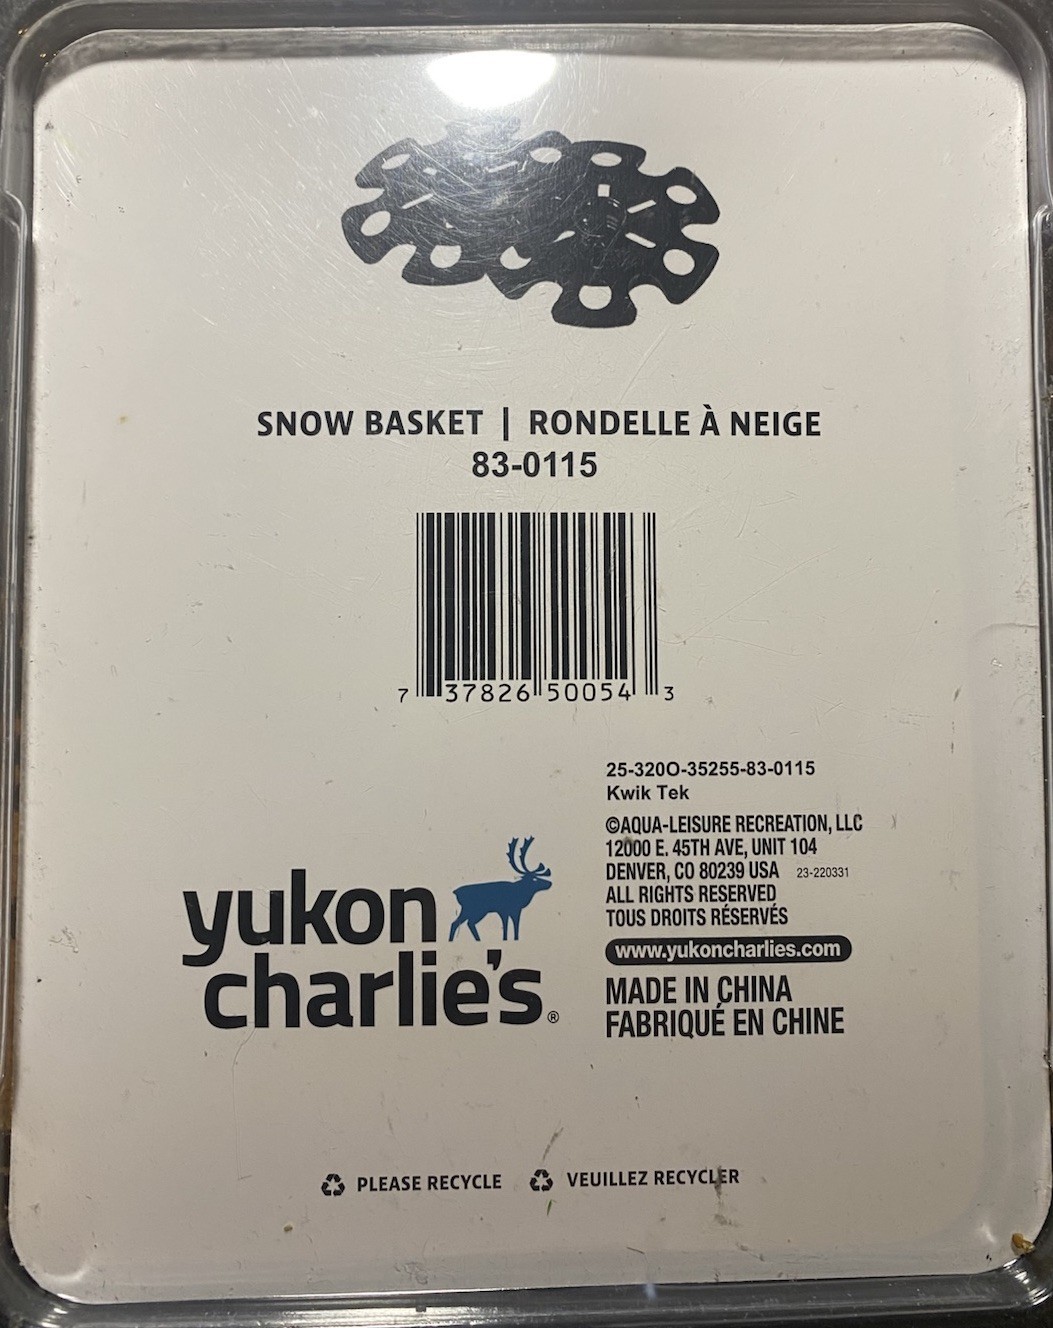 SNOW BASKET | RONDELLE À NEIGE
83-0115
7 37826 50054 3
25-320O-35255-83-0115
Kwik Tek
©AQUA-LEISURE RECREATION, LLC
12000 E. 45TH AVE, UNIT 104
DENVER, CO 80239 USA 23-220331
ALL RIGHTS RESERVED
TOUS DROITS RÉSERVÉS
www.yukoncharlies.com
MADE IN CHINA
FABRIQUÉ EN CHINE
yukon
charlie's®
PLEASE RECYCLE VEUILLEZ RECYCLER